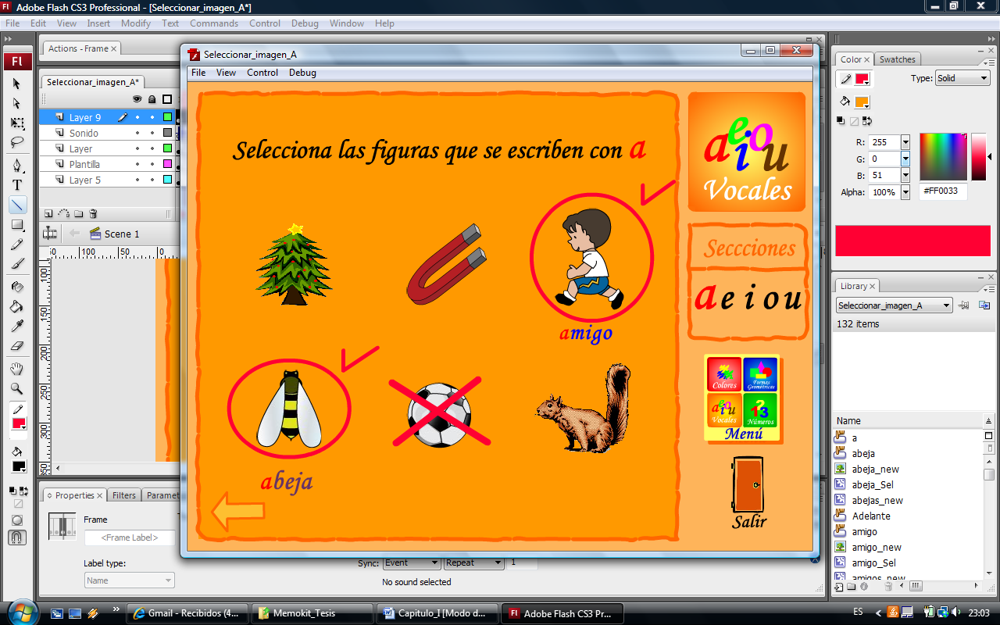 Adobe Flash CS3 Professional - [Seleccionar_imagen_A*]
File Edit View Insert Modify Text Commands Control Debug Window Help
Actions - Frame
Seleccionar_imagen_A*
Layer 9
Sonido
Layer
Plantilla
Layer 5
Scene 1
50 100 50 0
100
150
200
250
300
350
Properties Filters Paramet
Frame
<Frame Label>
Label type:
Name
Sync: Event Repeat 1
No sound selected
Seleccionar_imagen_A
File View Control Debug
Selecciona las figuras que se escriben con a
amigo
abeja
a e i o u
Vocales
Seccciones
a e i o u
Colores
Formas Geométricas
a e i o u
Vocales
1 2 3
Números
Menú
Salir
Color Swatches
Type: Solid
R: 255
G: 0
B: 51
Alpha: 100%
#FF0033
Library
Seleccionar_imagen_A
132 items
Name
a
abeja
abeja_new
abeja_Sel
abejas_new
Adelante
amigo
amigo_new
amigo_Sel
amigos_new
Gmail - Recibidos (4...
Memokit_Tesis
Capitulo_I [Modo d...
Adobe Flash CS3 Pr...
ES
23:03